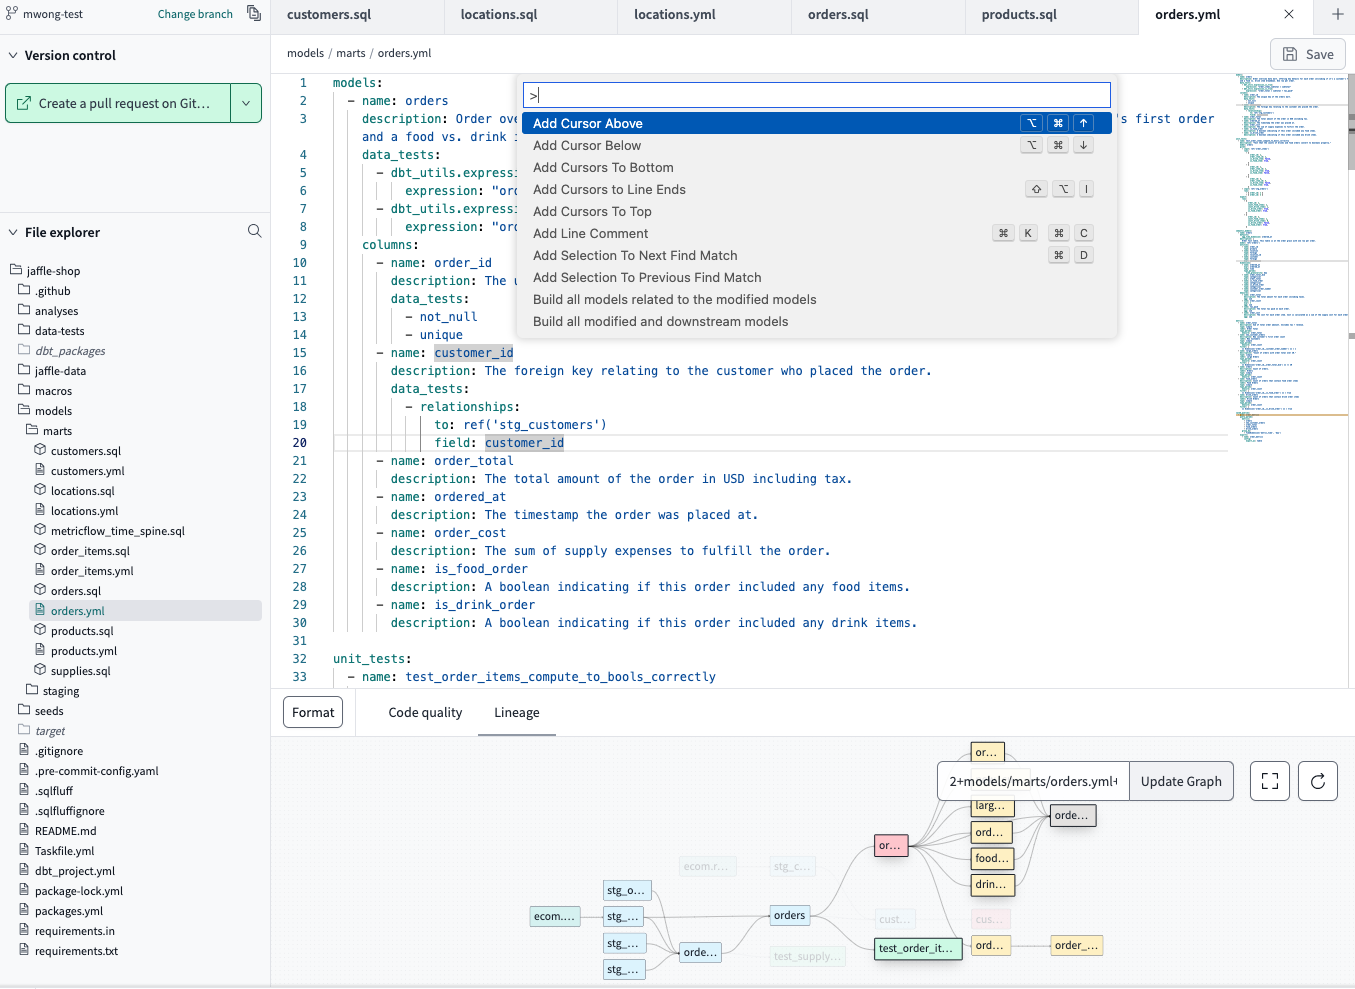 mwong-test
Change branch
customers.sql
locations.sql
locations.yml
orders.sql
products.sql
orders.yml
Version control
models / marts / orders.yml
Save
Create a pull request on Git...
File explorer
jaffle-shop
.github
analyses
data-tests
dbt_packages
jaffle-data
macros
models
marts
customers.sql
customers.yml
locations.sql
locations.yml
metricflow_time_spine.sql
order_items.sql
order_items.yml
orders.sql
orders.yml
products.sql
products.yml
supplies.sql
staging
seeds
target
.gitignore
.pre-commit-config.yaml
.sqlfluff
.sqlfluffignore
README.md
Taskfile.yml
dbt_project.yml
package-lock.yml
packages.yml
requirements.in
requirements.txt
>
Add Cursor Above ⌥ ⌘ ↑
Add Cursor Below ⌥ ⌘ ↓
Add Cursors To Bottom
Add Cursors to Line Ends ⇧ ⌥ I
Add Cursors To Top
Add Line Comment ⌘ K ⌘ C
Add Selection To Next Find Match ⌘ D
Add Selection To Previous Find Match
Build all models related to the modified models
Build all modified and downstream models
1 models:
2 - name: orders
3 description: Order ove 's first order
and a food vs. drink i
4 data_tests:
5 - dbt_utils.expressi
6 expression: "ord
7 - dbt_utils.expressi
8 expression: "ord
9 columns:
10 - name: order_id
11 description: The u
12 data_tests:
13 - not_null
14 - unique
15 - name: customer_id
16 description: The foreign key relating to the customer who placed the order.
17 data_tests:
18 - relationships:
19 to: ref('stg_customers')
20 field: customer_id
21 - name: order_total
22 description: The total amount of the order in USD including tax.
23 - name: ordered_at
24 description: The timestamp the order was placed at.
25 - name: order_cost
26 description: The sum of supply expenses to fulfill the order.
27 - name: is_food_order
28 description: A boolean indicating if this order included any food items.
29 - name: is_drink_order
30 description: A boolean indicating if this order included any drink items.
31
32 unit_tests:
33 - name: test_order_items_compute_to_bools_correctly
Format
Code quality
Lineage
2+models/marts/orders.yml+
Update Graph
or...
larg...
orde...
ord...
or...
food...
drin...
ecom.r...
stg_c...
stg_o...
ecom....
stg_...
orders
cust...
cus...
stg_...
orde...
test_supply...
test_order_it...
ord...
order_...
stg_...